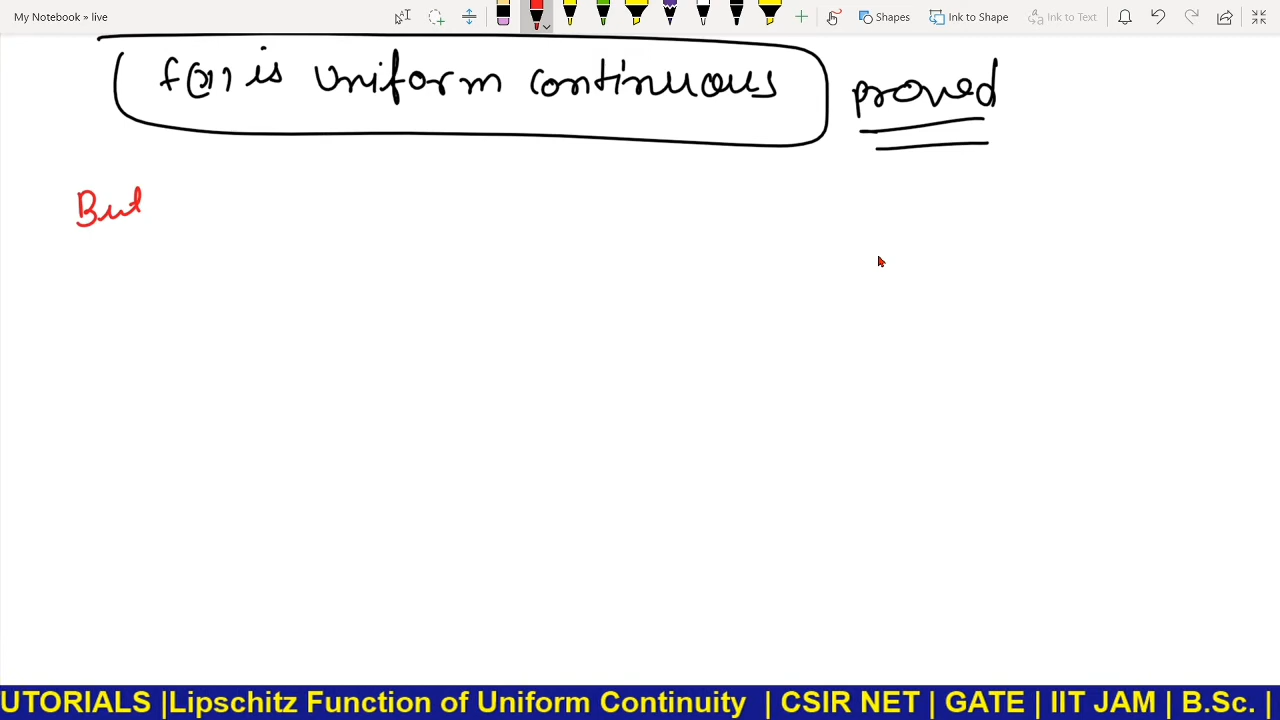 My Notebook » live
Shapes
Ink to Shape
Ink to Text
f(x) is uniform continuous proved
But
UTORIALS |Lipschitz Function of Uniform Continuity | CSIR NET | GATE | IIT JAM | B.Sc. |